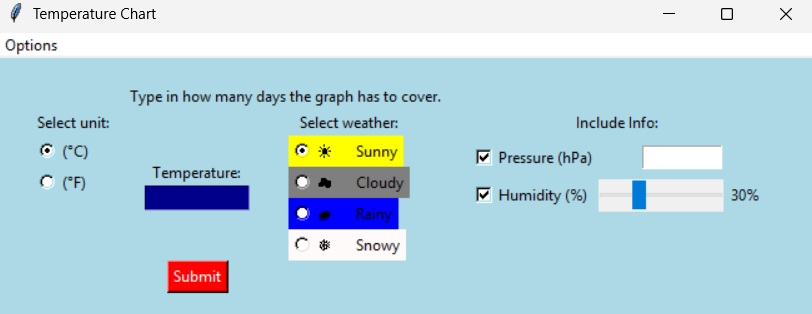 Temperature Chart
Options
Type in how many days the graph has to cover.
Select unit:
(°C)
(°F)
Temperature:
Submit
Select weather:
Sunny
Cloudy
Rainy
Snowy
Include Info:
Pressure (hPa)
Humidity (%) 30%